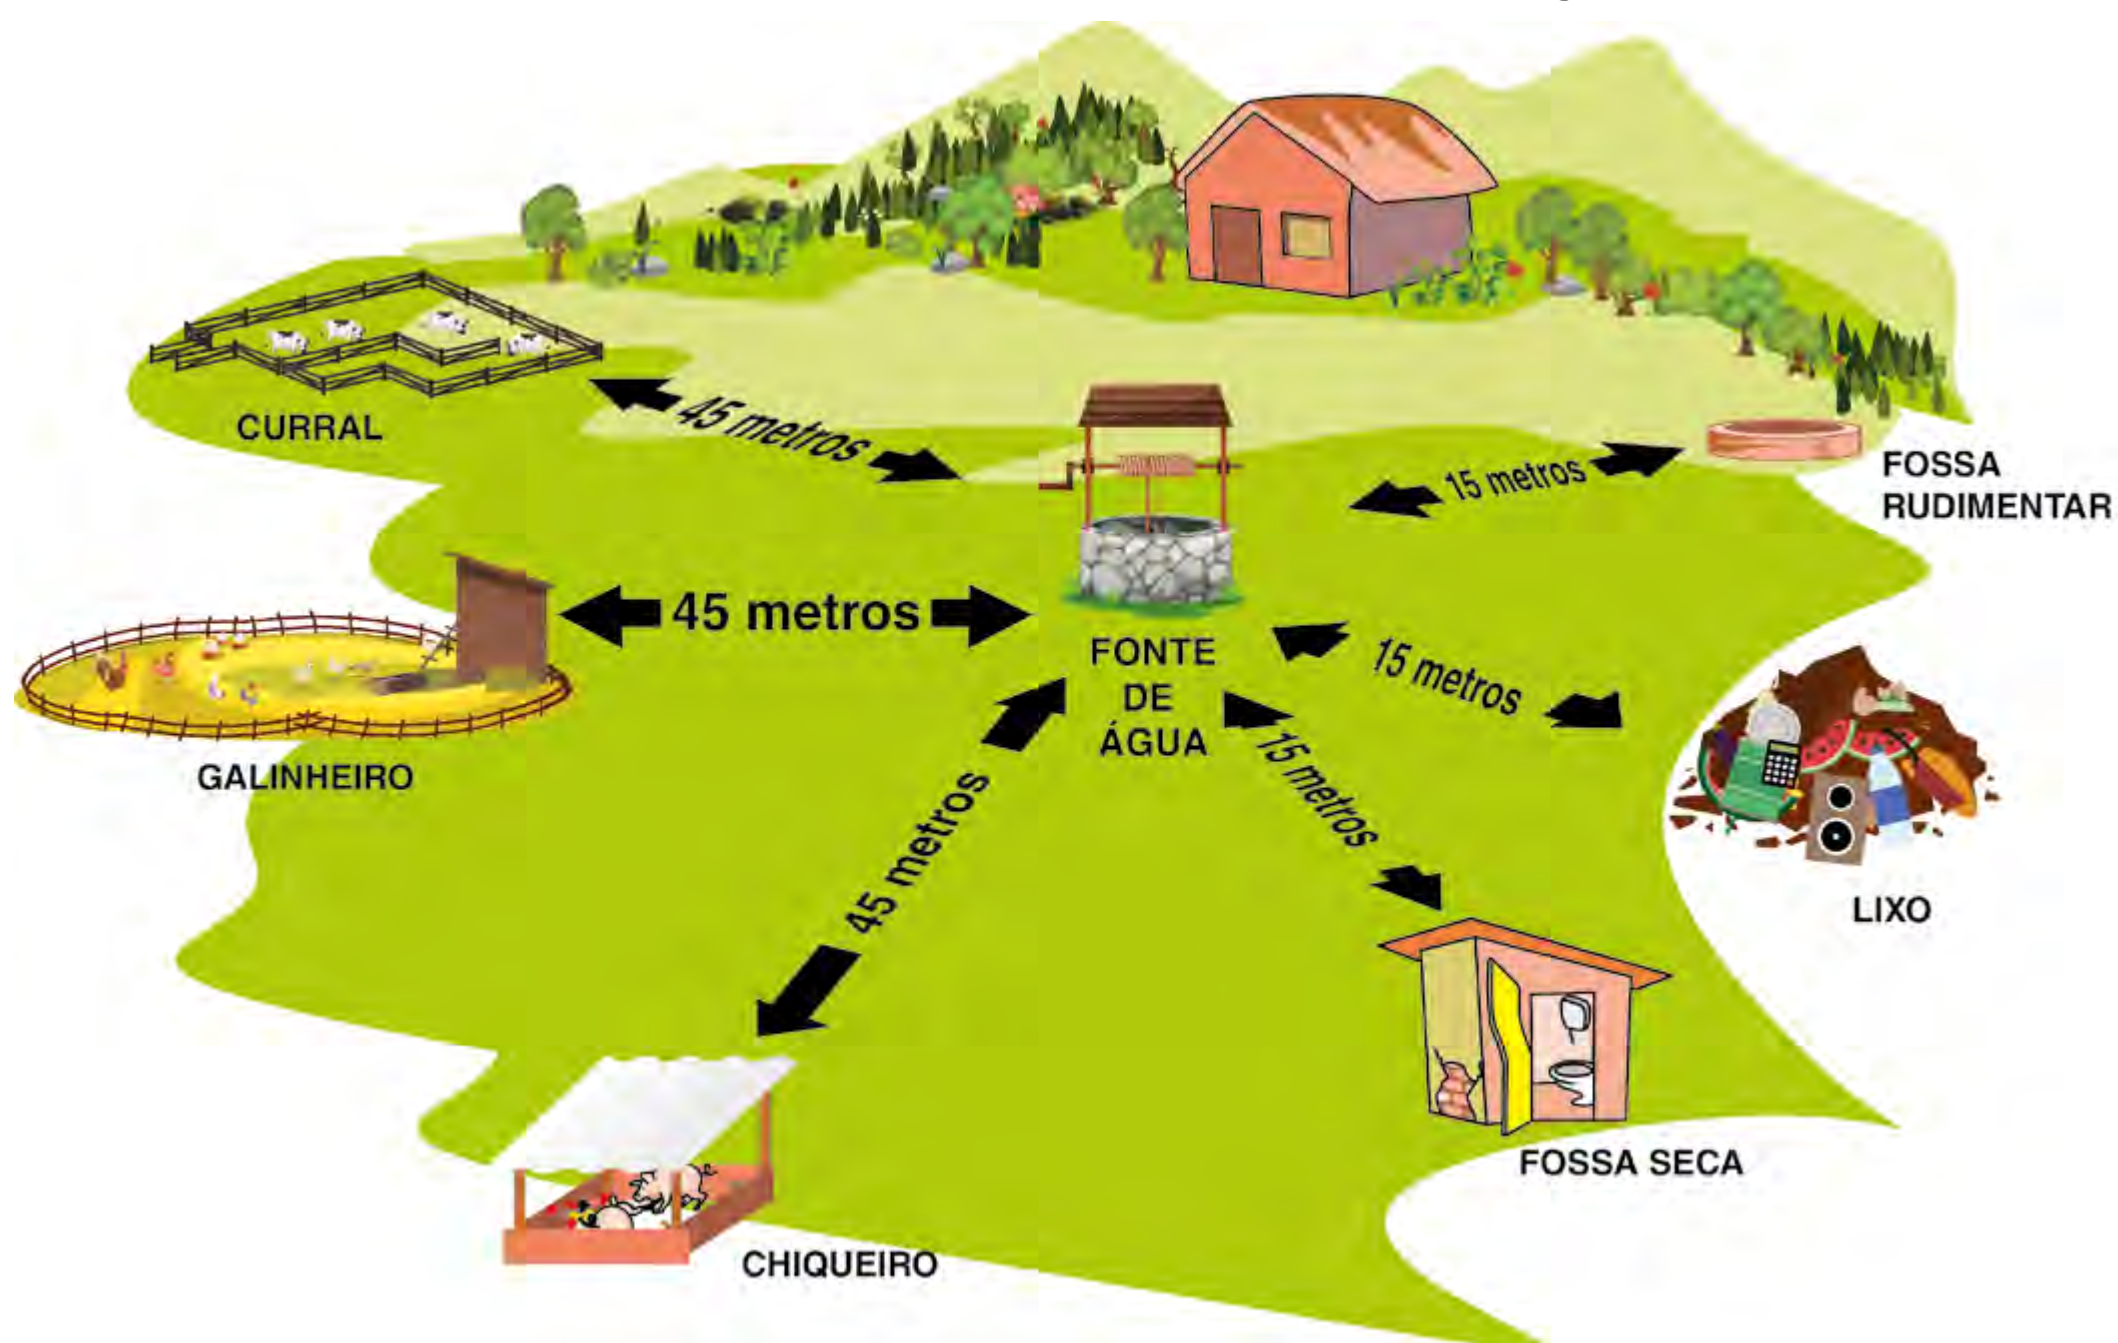 CURRAL
45 metros
15 metros
FOSSA
RUDIMENTAR
45 metros
FONTE
DE
ÁGUA
15 metros
GALINHEIRO
45 metros
15 metros
LIXO
FOSSA SECA
CHIQUEIRO